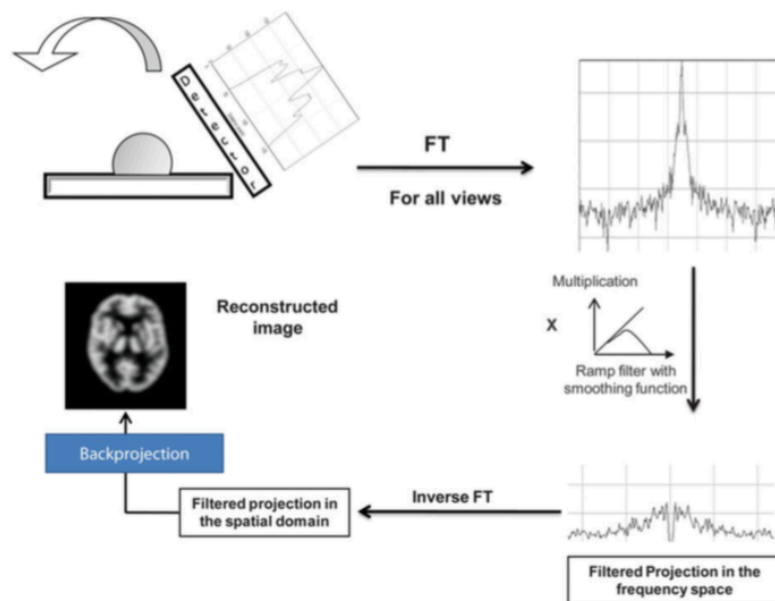 Detector
FT
For all views
Multiplication
X
Ramp filter with
smoothing function
Reconstructed
image
Backprojection
Inverse FT
Filtered projection in
the spatial domain
Filtered Projection in the
frequency space